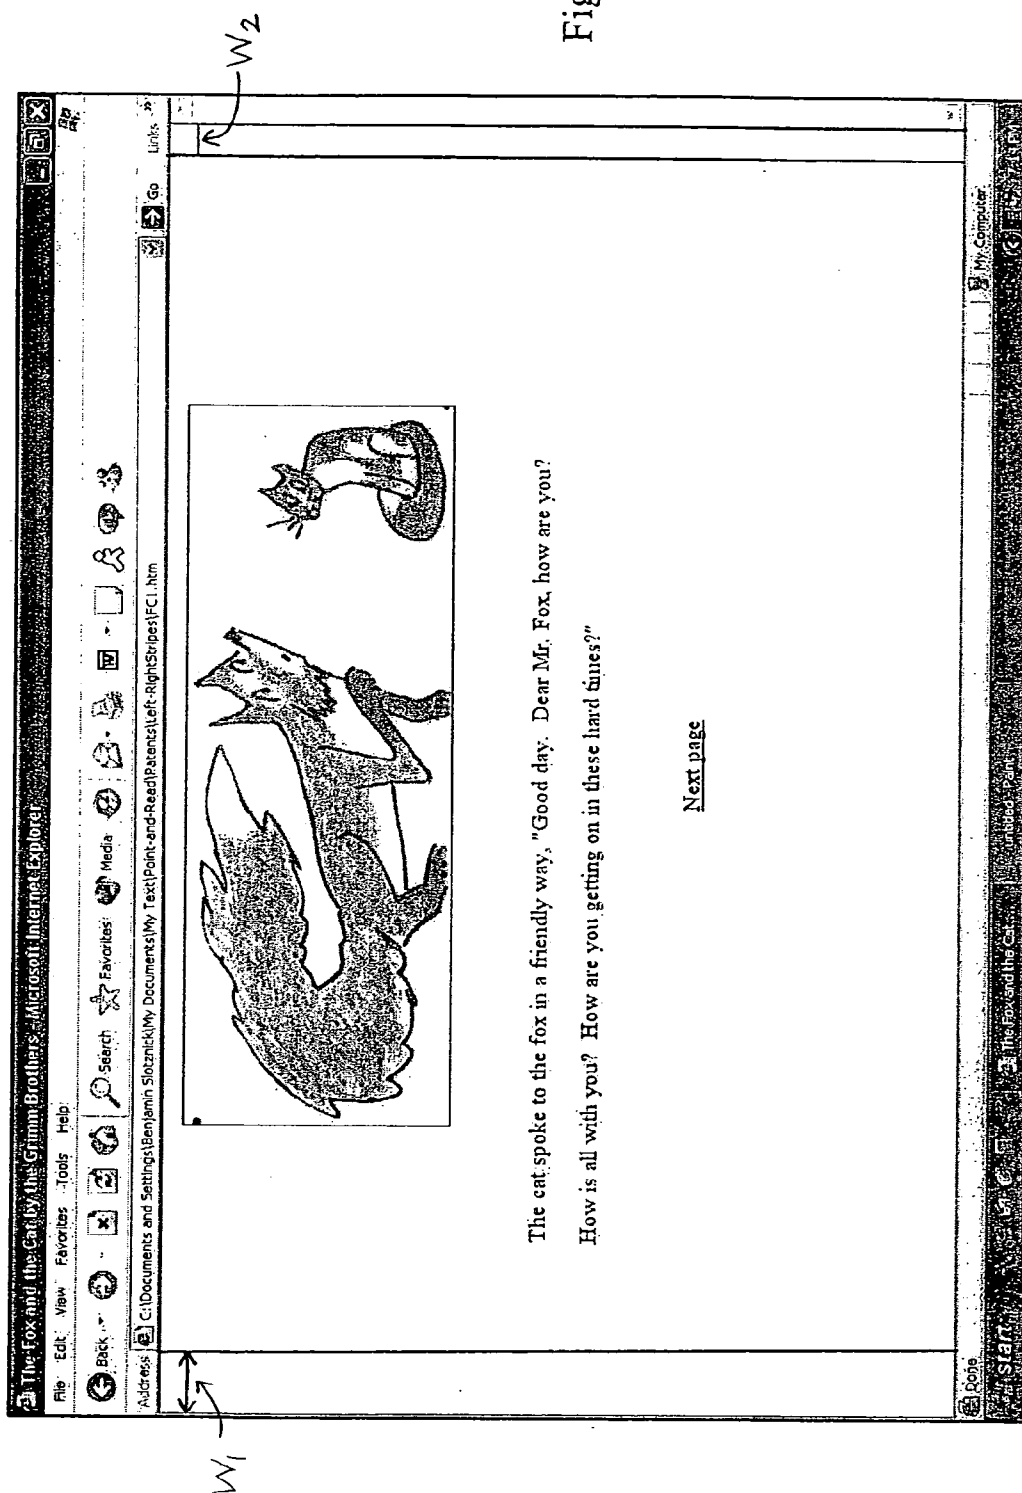 The Fox and the Cat by the Grimm Brothers - Microsoft Internet Explorer
File Edit View Favorites Tools Help
Back Search Favorites Media
Address C:\Documents and Settings\Benjamin Slotznick\My Documents\My Text\Point-and-Read\Patents\Left-RightStripes\FC1.htm Go Links »
W1
W2
The cat spoke to the fox in a friendly way, "Good day. Dear Mr. Fox, how are you?
How is all with you? How are you getting on in these hard times?"
Next page
Done My Computer
start
Fig